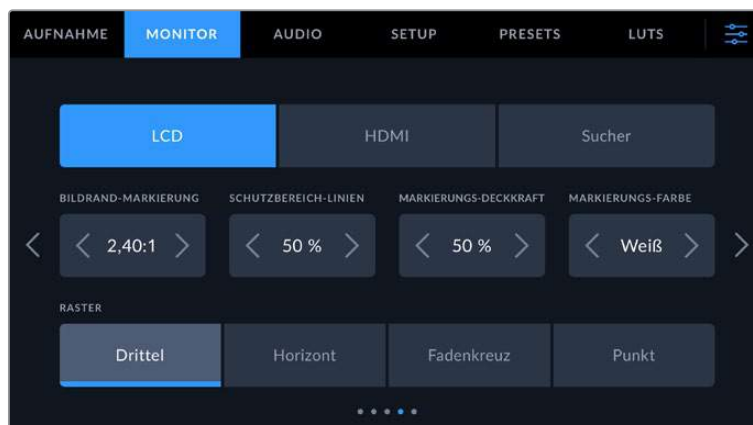 AUFNAHME MONITOR AUDIO SETUP PRESETS LUTS
LCD HDMI Sucher
BILDRAND-MARKIERUNG SCHUTZBEREICH-LINIEN MARKIERUNGS-DECKKRAFT MARKIERUNGS-FARBE
2,40:1 50 % 50 % Weiß
RASTER
Drittel Horizont Fadenkreuz Punkt